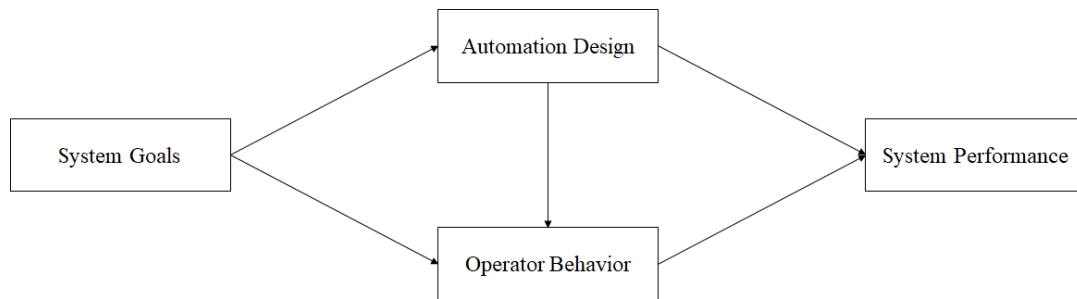 Automation Design
System Goals
System Performance
Operator Behavior